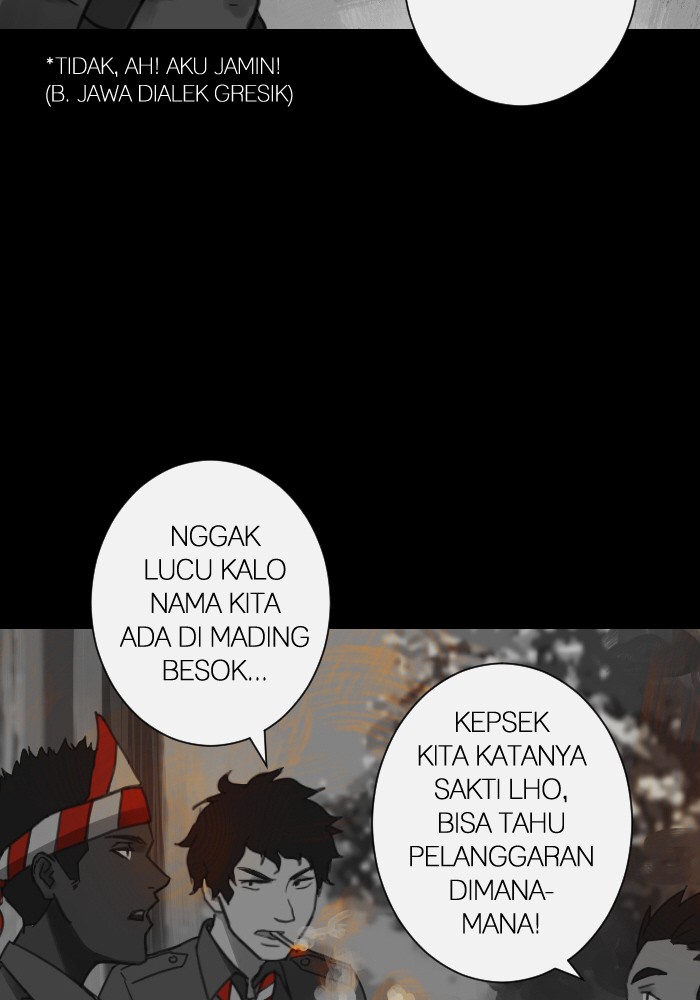 *TIDAK, AH! AKU JAMIN!
(B. JAWA DIALEK GRESIK)
NGGAK
LUCU KALO
NAMA KITA
ADA DI MADING
BESOK...
KEPSEK
KITA KATANYA
SAKTI LHO,
BISA TAHU
PELANGGARAN
DIMANA-
MANA!